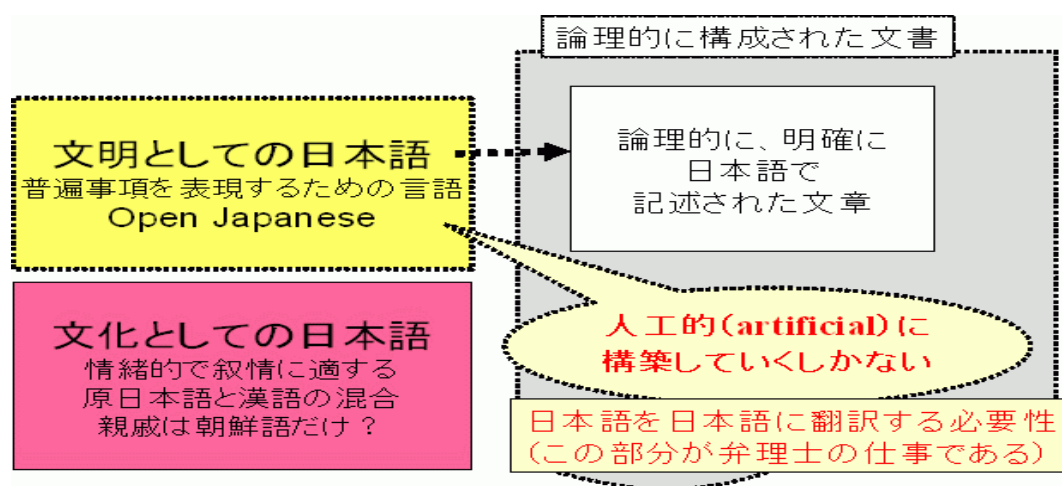 論理的に構成された文書
文明としての日本語
普遍事項を表現するための言語
Open Japanese
論理的に、明確に
日本語で
記述された文章
文化としての日本語
情緒的で叙情に適する
原日本語と漢語の混合
親戚は朝鮮語だけ？
人工的(artificial)に
構築していくしかない
日本語を日本語に翻訳する必要性
(この部分が弁理士の仕事である)